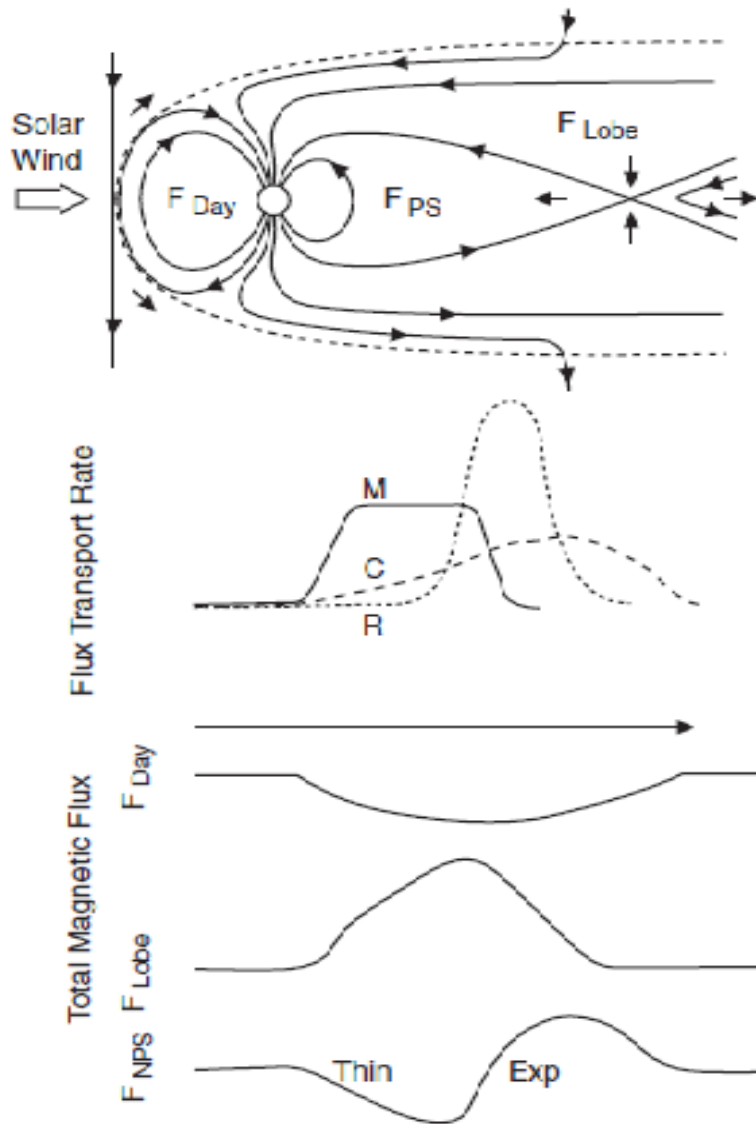 Solar
Wind
F Day
F PS
F Lobe
Flux Transport Rate
M
C
R
Total Magnetic Flux
F Day
F Lobe
F NPS
Thin
Exp